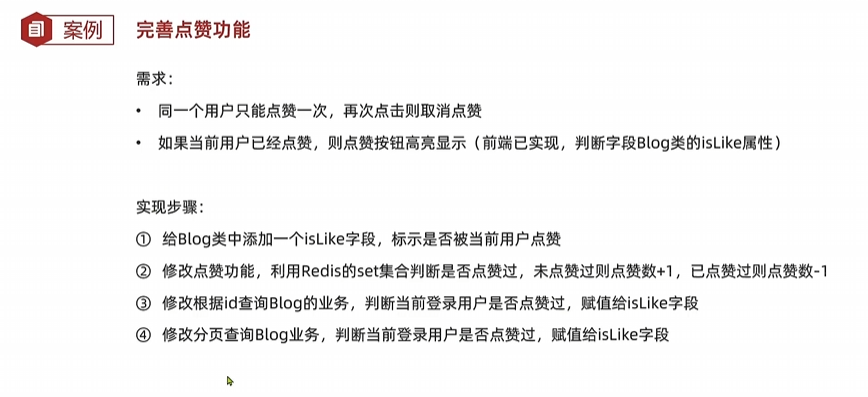 案例 完善点赞功能
需求：
• 同一个用户只能点赞一次，再次点击则取消点赞
• 如果当前用户已经点赞，则点赞按钮高亮显示（前端已实现，判断字段Blog类的isLike属性）
实现步骤：
① 给Blog类中添加一个isLike字段，标示是否被当前用户点赞
② 修改点赞功能，利用Redis的set集合判断是否点赞过，未点赞过则点赞数+1，已点赞过则点赞数-1
③ 修改根据id查询Blog的业务，判断当前登录用户是否点赞过，赋值给isLike字段
④ 修改分页查询Blog业务，判断当前登录用户是否点赞过，赋值给isLike字段